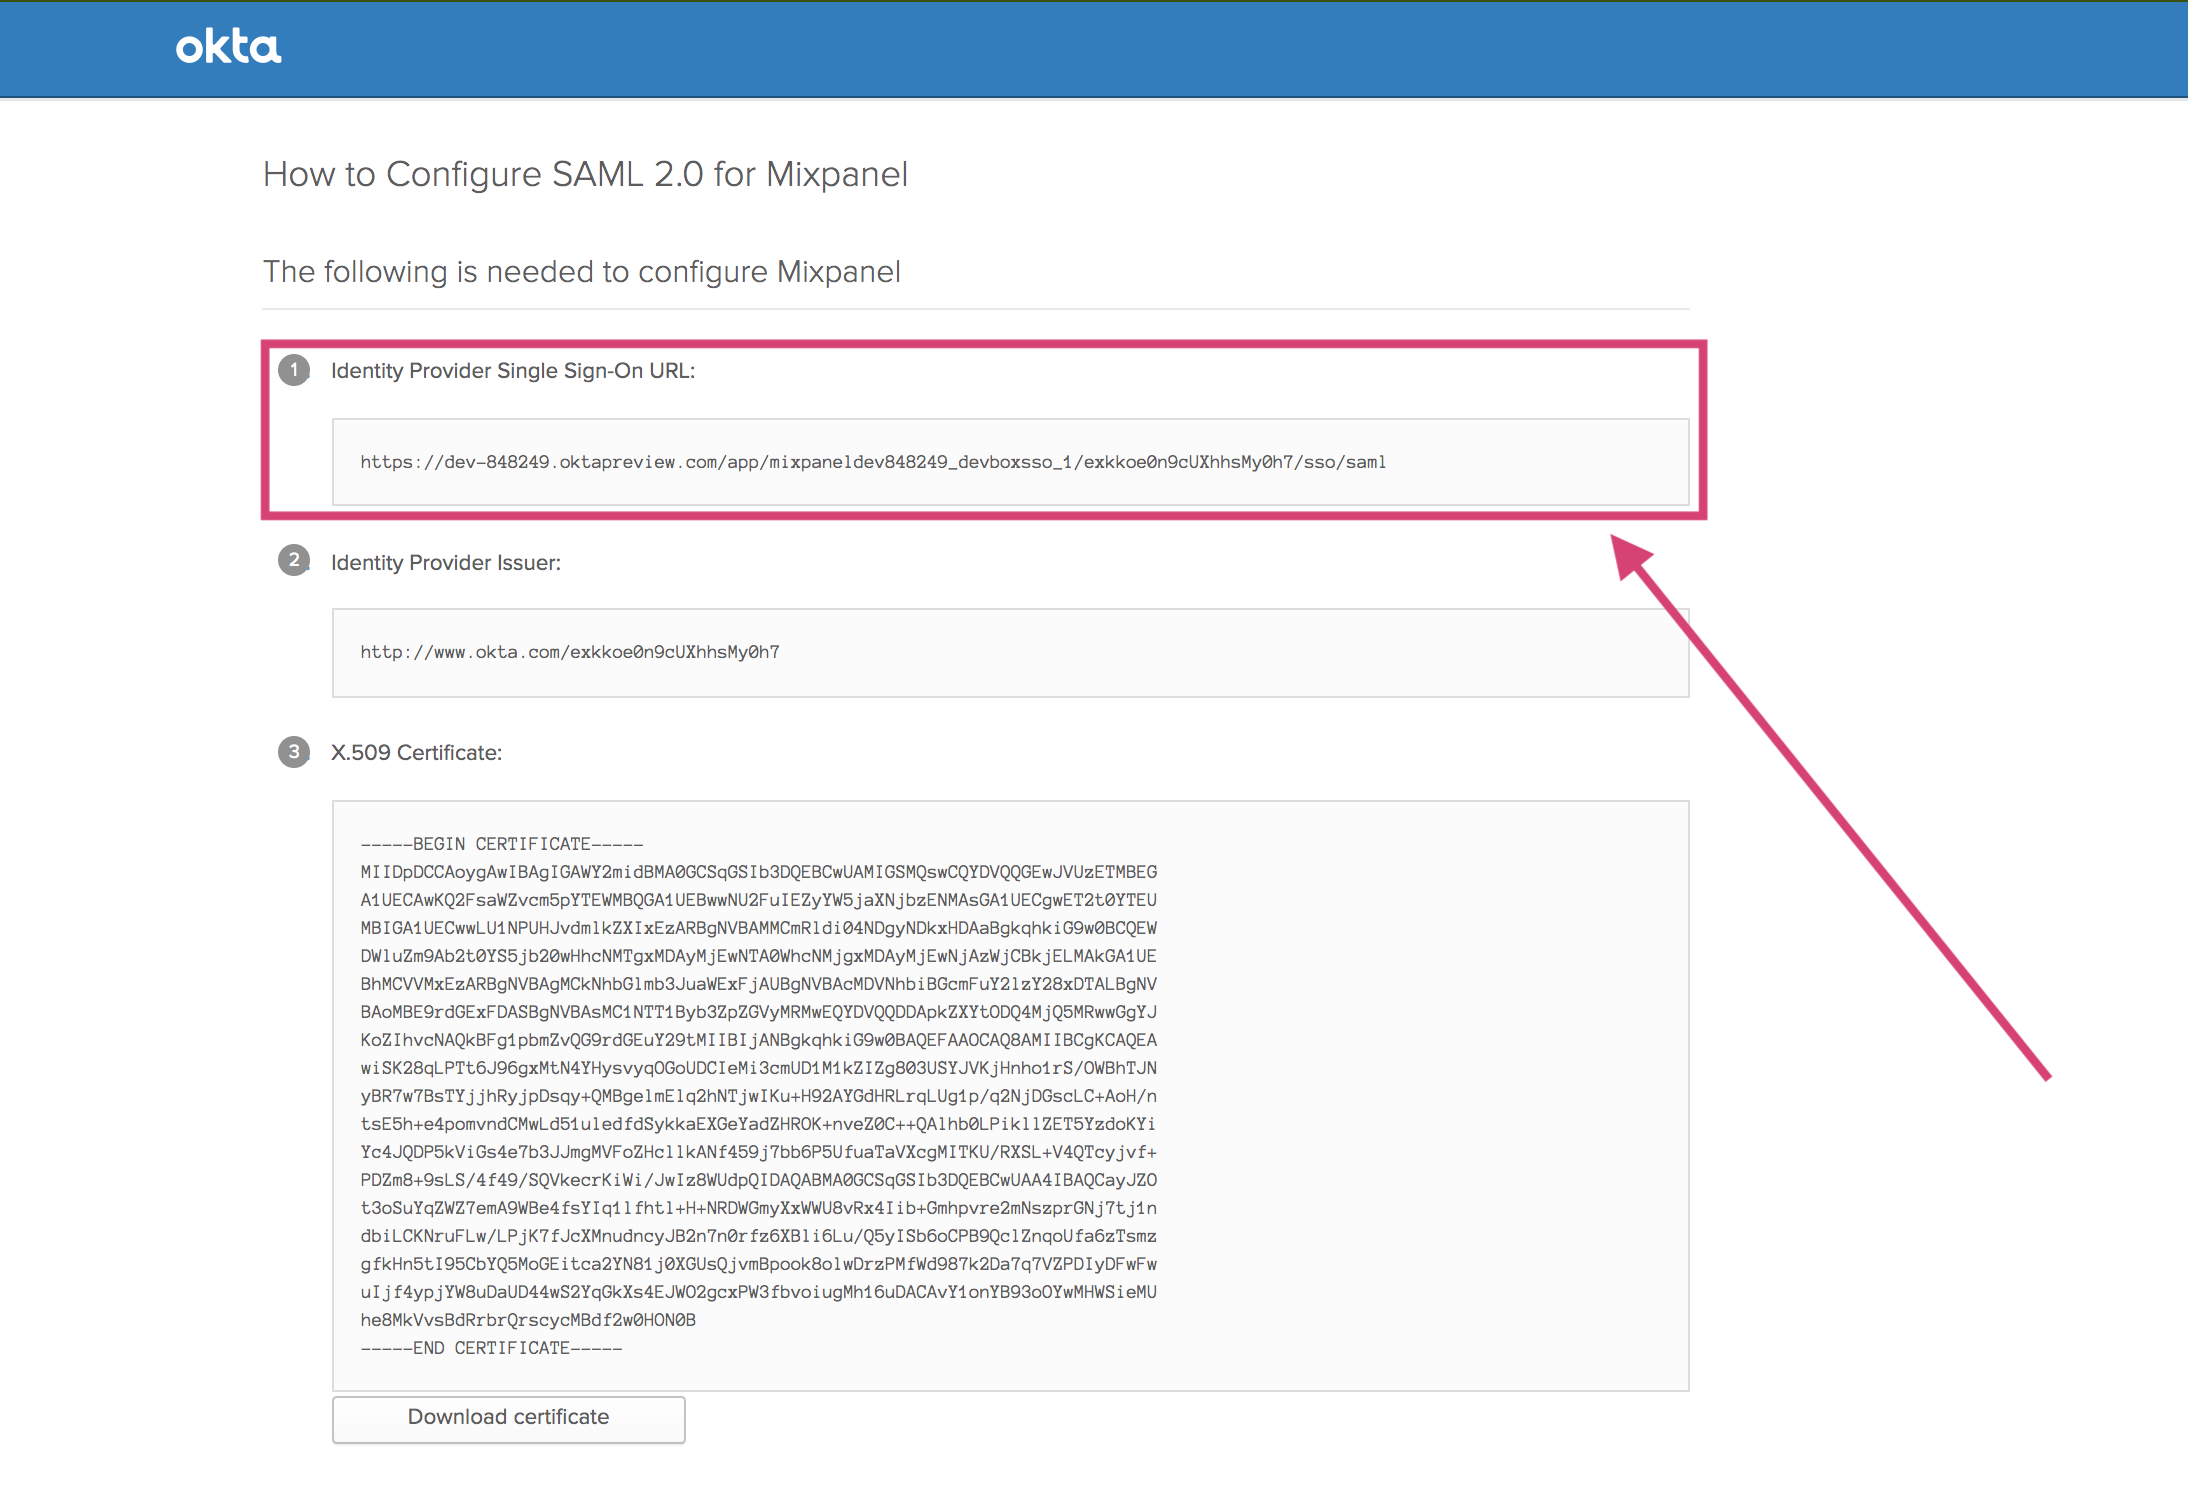 okta
How to Configure SAML 2.0 for Mixpanel
The following is needed to configure Mixpanel
1 Identity Provider Single Sign-On URL:
https://dev-848249.oktapreview.com/app/mixpaneldev848249_devboxsso_1/exkkoe0n9cUXhhsMy0h7/sso/saml
2 Identity Provider Issuer:
http://www.okta.com/exkkoe0n9cUXhhsMy0h7
3 X.509 Certificate:
-----BEGIN CERTIFICATE-----
MIIDpDCCAoygAwIBAgIGAWY2midBMA0GCSqGSIb3DQEBCwUAMIGSMQswCQYDVQQGEwJVUzETMBEG
A1UECAwKQ2FsaWZvcm5pYTEWMBQGA1UEBwwNU2FuIEZyYW5jaXNjbzENMAsGA1UECgwET2t0YTEU
MBIGA1UECwwLU1NPUHJvdmlkZXIxEzARBgNVBAMMCmRldi04NDgyNDkxHDAaBgkqhkiG9w0BCQEW
DWluZm9Ab2t0YS5jb20wHhcNMTgxMDAyMjEwNTA0WhcNMjgxMDAyMjEwNjAzWjCBkjELMAkGA1UE
BhMCVVMxEzARBgNVBAgMCkNhbGlmb3JuaWExFjAUBgNVBAcMDVNhbiBGcmFuY2lzY28xDTALBgNV
BAoMBE9rdGExFDASBgNVBAsMC1NTT1Byb3ZpZGVyMRMwEQYDVQQDDApkZXYtODQ4MjQ5MRwwGgYJ
KoZIhvcNAQkBFg1pbmZvQG9rdGEuY29tMIIBIjANBgkqhkiG9w0BAQEFAAOCAQ8AMIIBCgKCAQEA
wiSK28qLPTt6J96gxMtN4YHysvyqOGoUDCIeMi3cmUD1M1kZIZg803USYJVKjHnho1rS/OWBhTJN
yBR7w7BsTYjjhRyjpDsqy+QMBgelmElq2hNTjwIKu+H92AYGdHRLrqLUg1p/q2NjDGscLC+AoH/n
tsE5h+e4pomvndCMwLd51uledfdSykkaEXGeYadZHROK+nveZ0C++QAlhb0LPikllZET5YzdoKYi
Yc4JQDP5kViGs4e7b3JJmgMVFoZHcllkANf459j7bb6P5UfuaTaVXcgMITKU/RXSL+V4QTcyjvf+
PDZm8+9sLS/4f49/SQVkecrKiWi/JwIz8WUdpQIDAQABMA0GCSqGSIb3DQEBCwUAA4IBAQCayJZO
t3oSuYqZWZ7emA9WBe4fsYIq1lfhtl+H+NRDWGmyXxWWU8vRx4Iib+Gmhpvre2mNszprGNj7tj1n
dbiLCKNruFLw/LPjK7fJcXMnudncyJB2n7n0rfz6XBli6Lu/Q5yISb6oCPB9QclZnqoUfa6zTsmz
gfkHn5tI95CbYQ5MoGEitca2YN81j0XGUsQjvmBpook8olwDrzPMfWd987k2Da7q7VZPDIyDFwFw
uIjf4ypjYW8uDaUD44wS2YqGkXs4EJWO2gcxPW3fbvoiugMh16uDACAvY1onYB93oOYwMHWSieMU
he8MkVvsBdRrbrQrscycMBdf2w0HON0B
-----END CERTIFICATE-----
Download certificate